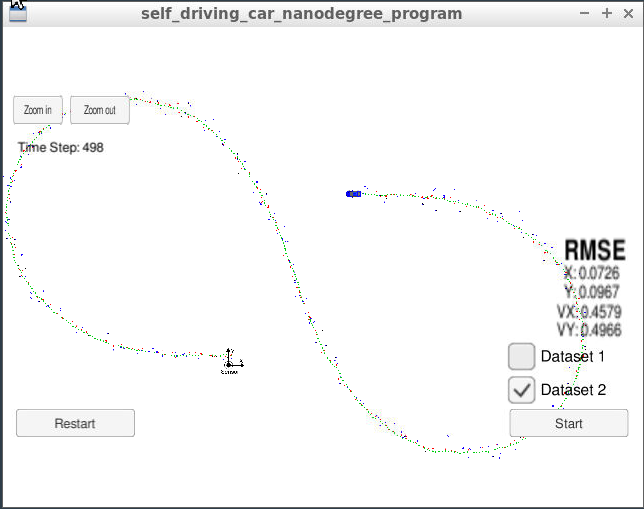 self_driving_car_nanodegree_program
Zoom in
Zoom out
Time Step: 498
RMSE
X: 0.0726
Y: 0.0967
VX: 0.4579
VY: 0.4966
Dataset 1
Dataset 2
Restart
Start